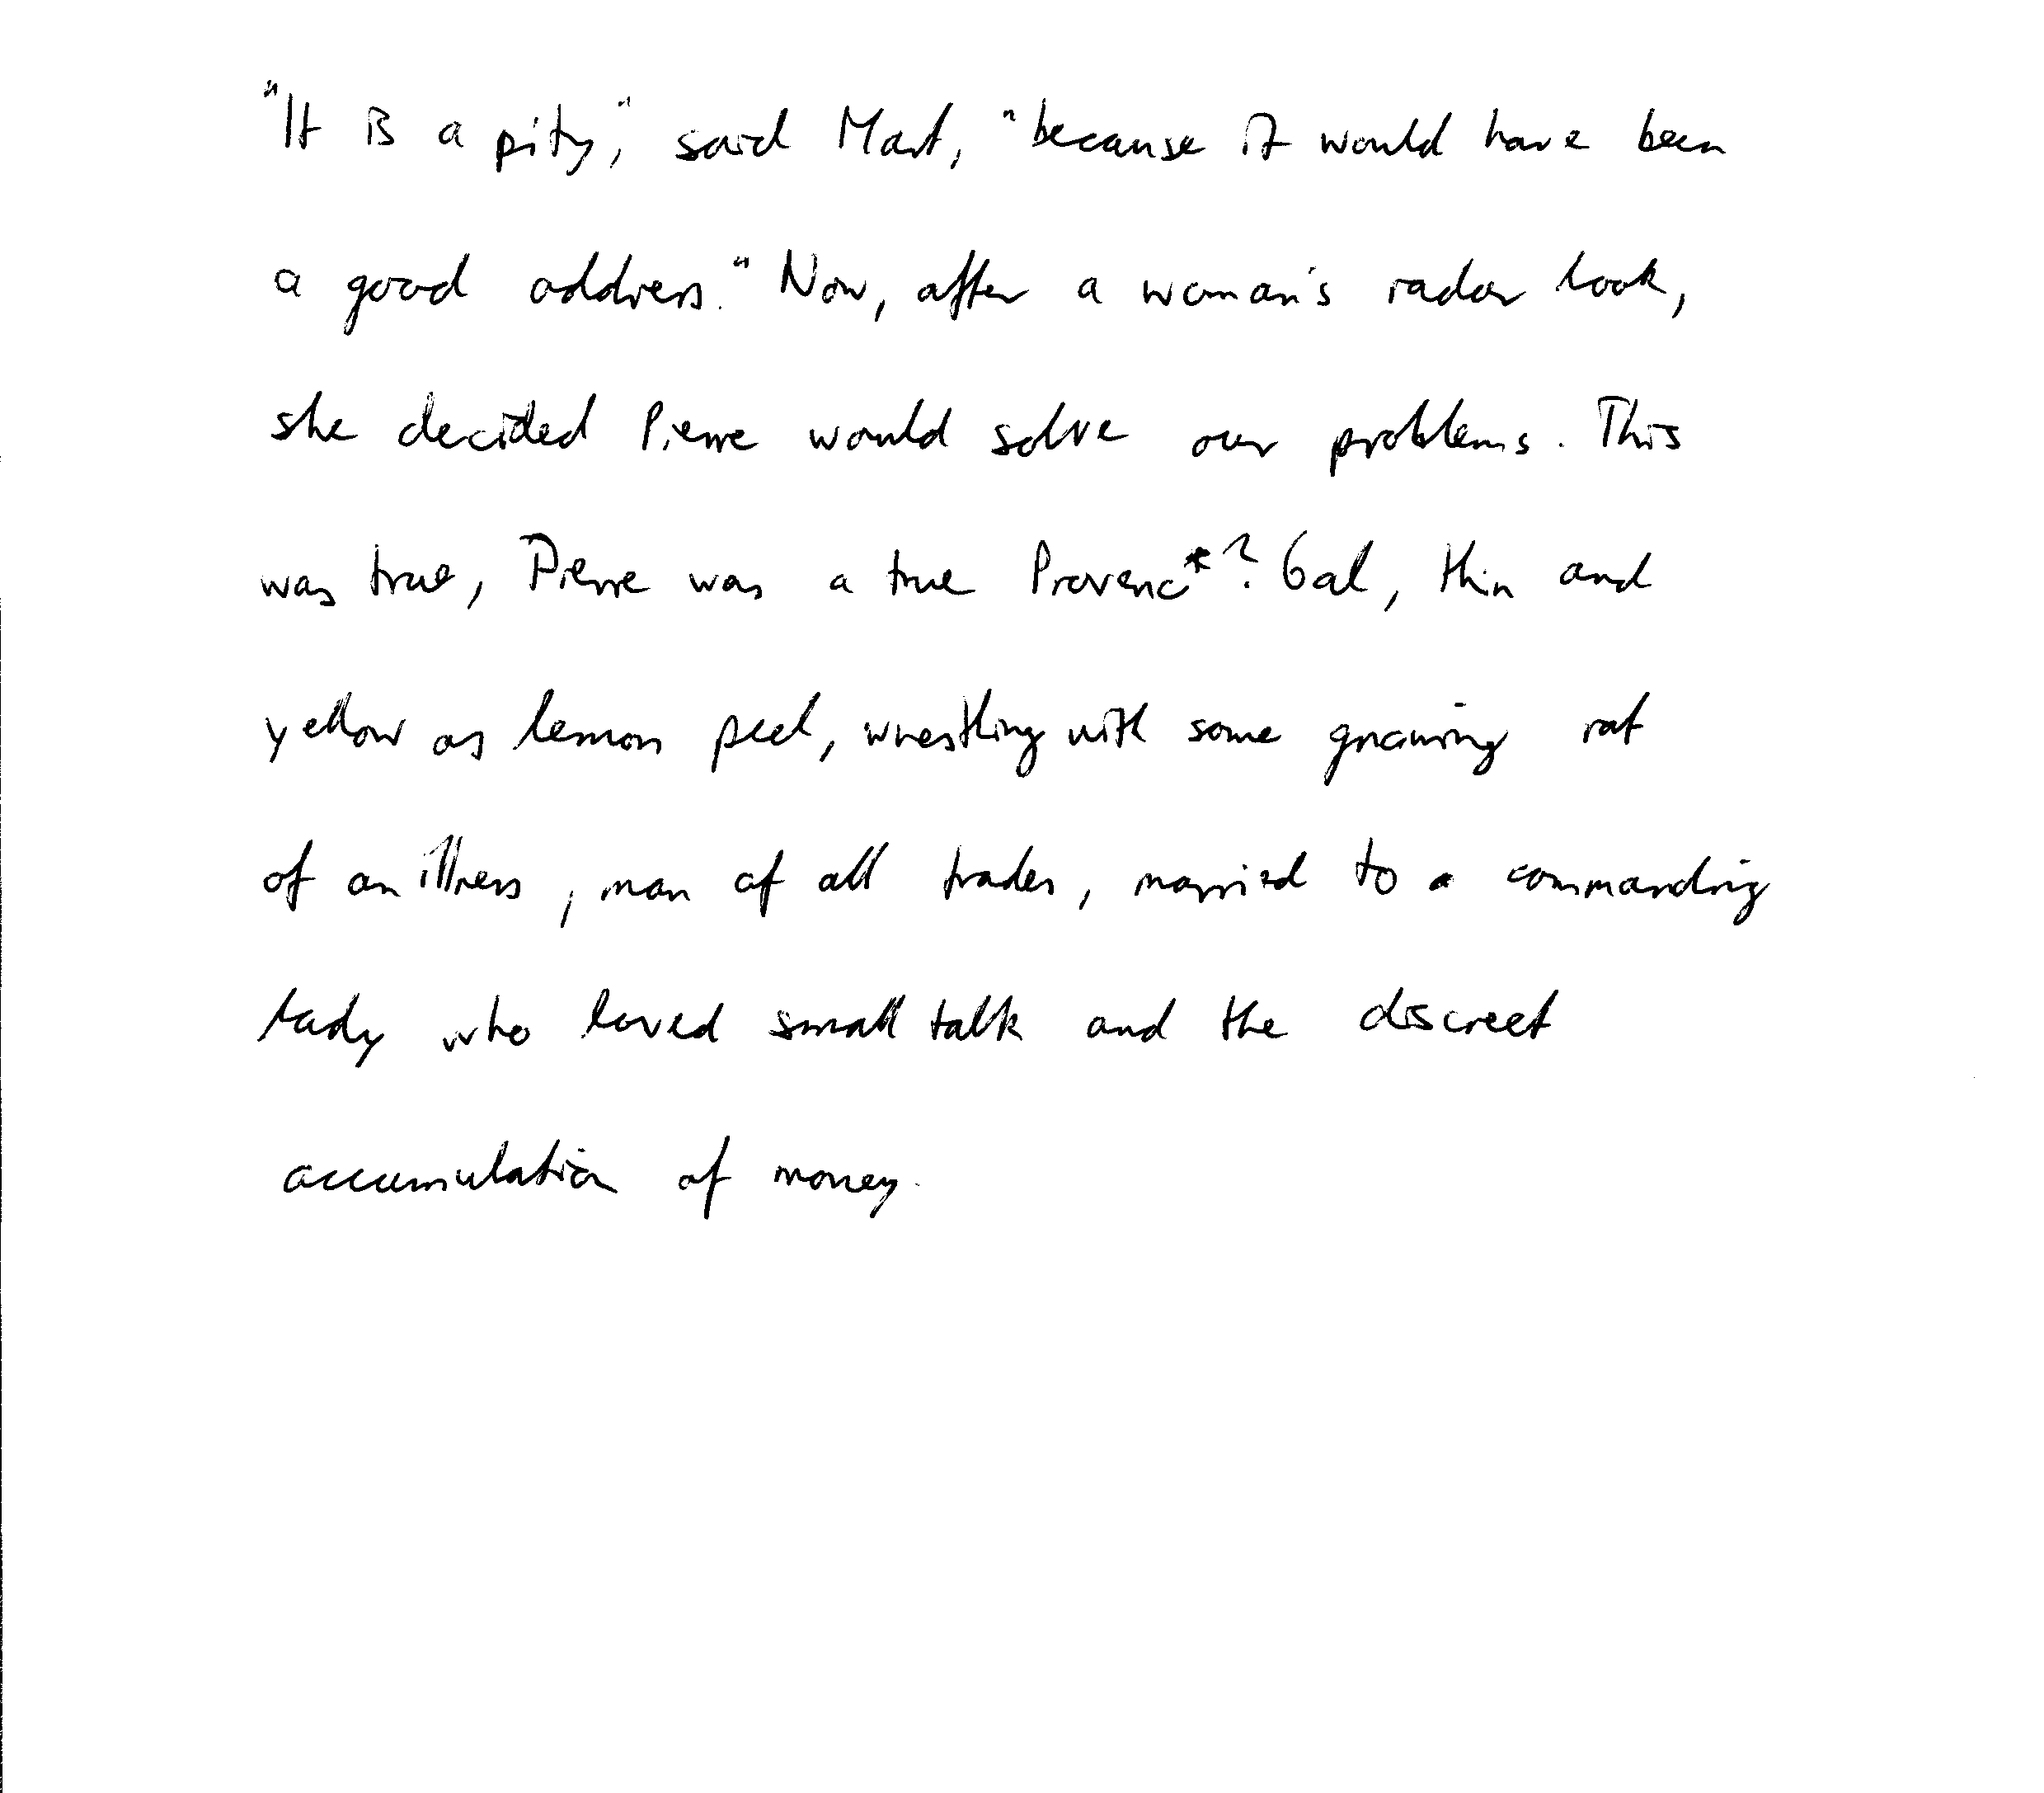 "It is a pity," said Mart, "because it would have been
a good address." Now, after a woman's radar look,
she decided Pierre would solve our problems. This
was true, Pierre was a true Provenc*?6al, thin and
yellow as lemon peel, wrestling with some gnawing rat
of an illness, man of all trades, married to a commanding
lady who loved small talk and the discreet
accumulation of money.